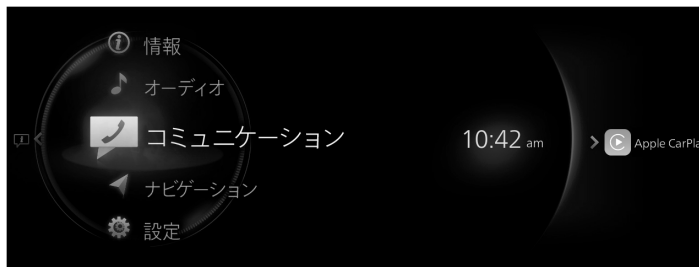 情報
オーディオ
コミュニケーション
10:42 am
Apple CarPla
ナビゲーション
設定